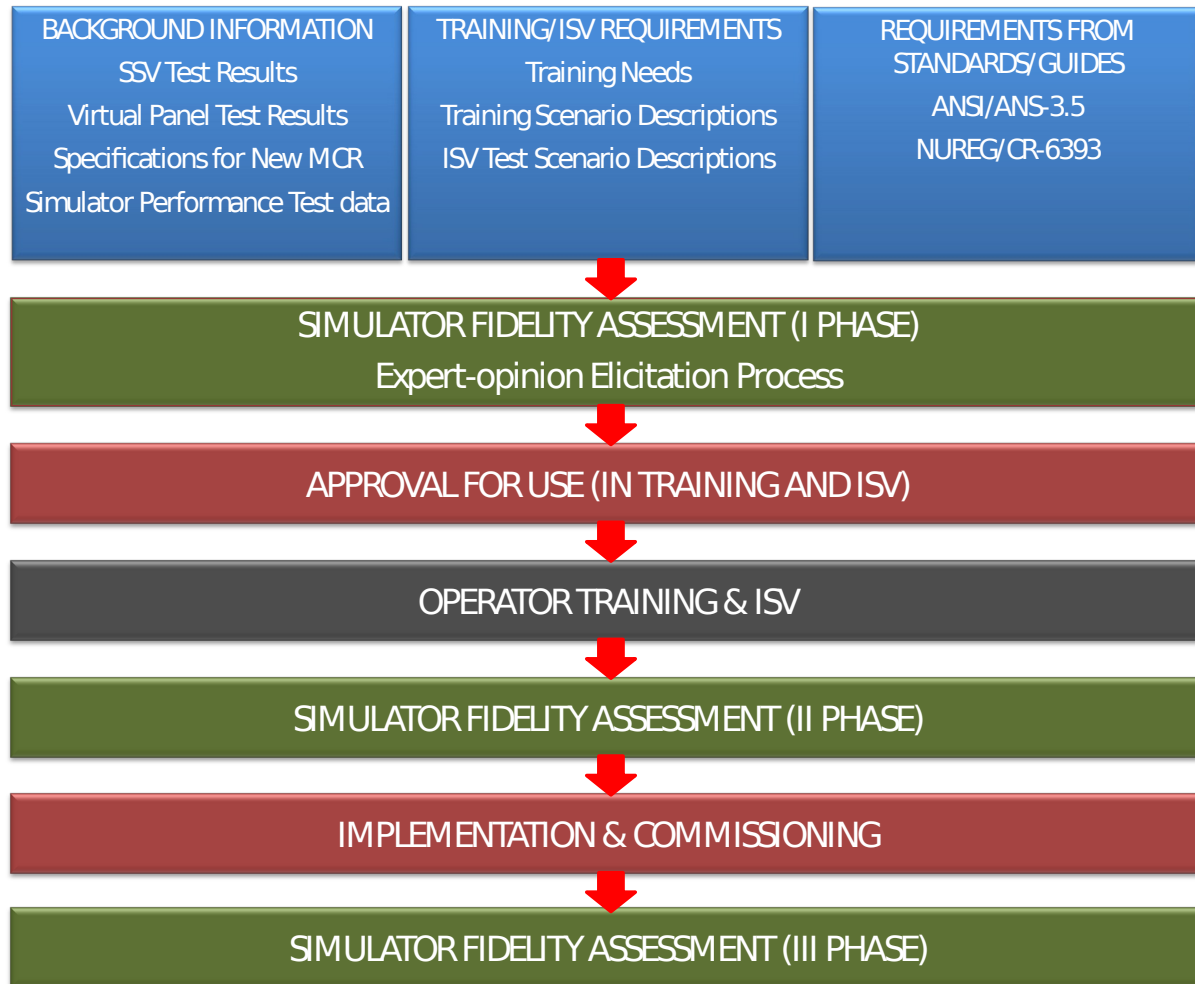 BACKGROUND INFORMATION
SSV Test Results
Virtual Panel Test Results
Specifications for New MCR
Simulator Performance Test data
TRAINING/ISV REQUIREMENTS
Training Needs
Training Scenario Descriptions
ISV Test Scenario Descriptions
REQUIREMENTS FROM
STANDARDS/GUIDES
ANSI/ANS-3.5
NUREG/CR-6393
SIMULATOR FIDELITY ASSESSMENT (I PHASE)
Expert-opinion Elicitation Process
APPROVAL FOR USE (IN TRAINING AND ISV)
OPERATOR TRAINING & ISV
SIMULATOR FIDELITY ASSESSMENT (II PHASE)
IMPLEMENTATION & COMMISSIONING
SIMULATOR FIDELITY ASSESSMENT (III PHASE)